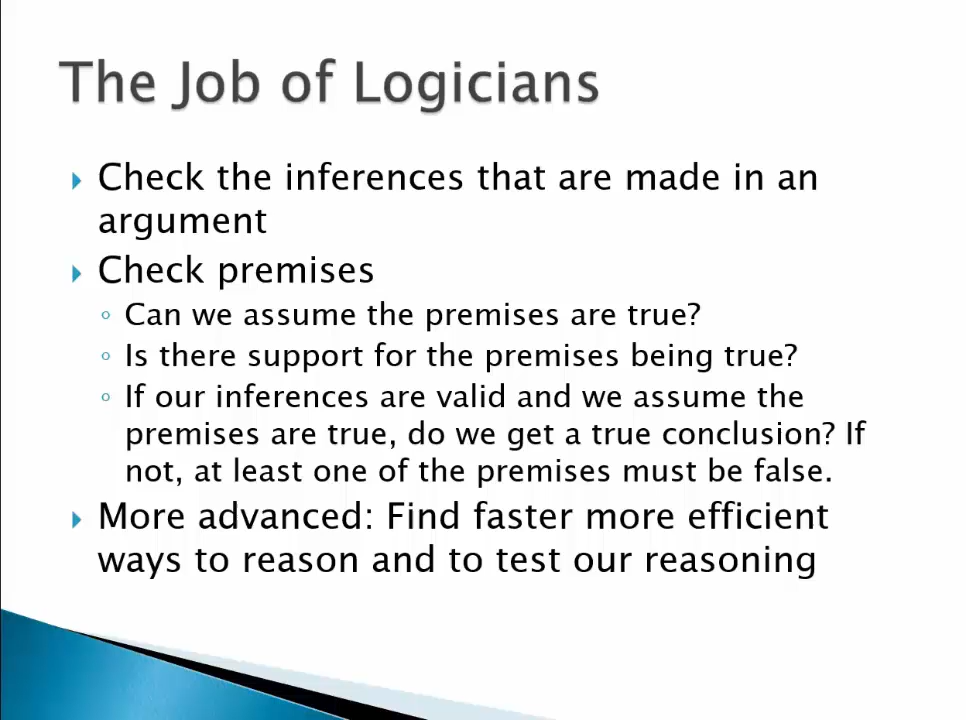 The Job of Logicians
Check the inferences that are made in an
argument
Check premises
Can we assume the premises are true?
Is there support for the premises being true?
If our inferences are valid and we assume the
premises are true, do we get a true conclusion? If
not, at least one of the premises must be false.
More advanced: Find faster more efficient
ways to reason and to test our reasoning